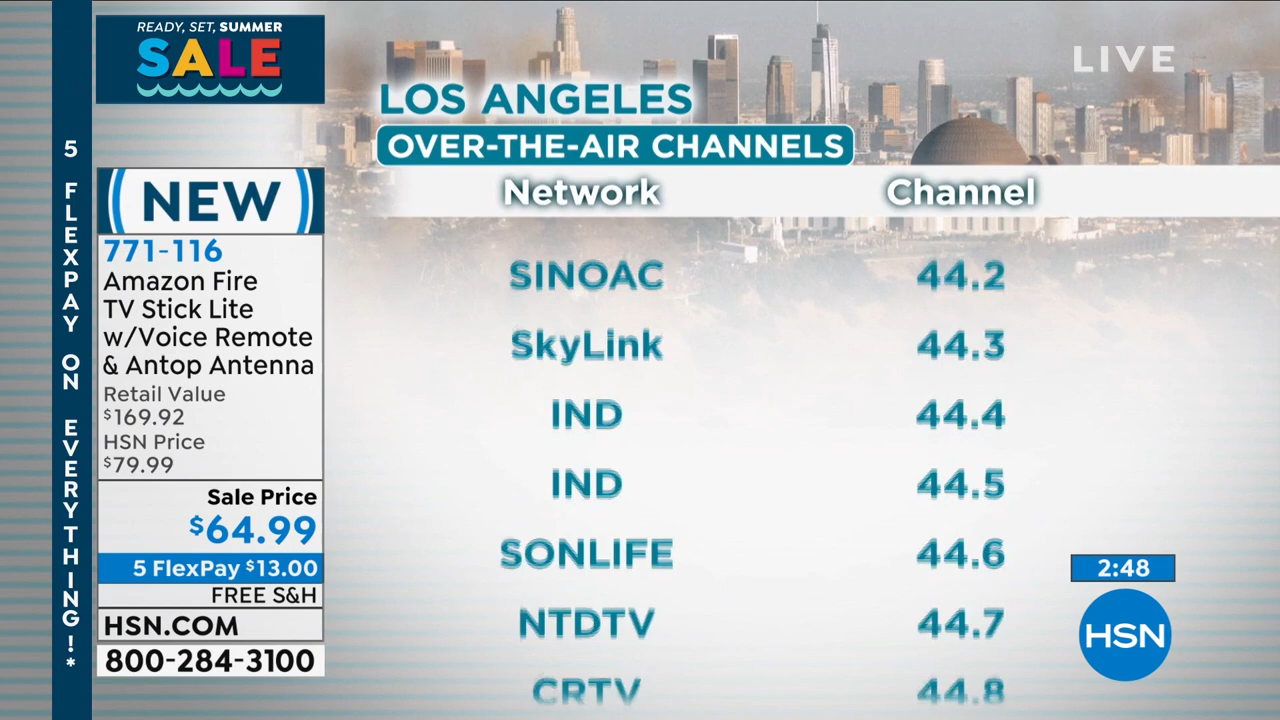 5 FLEXPAY ON EVERYTHING!*
READY, SET, SUMMER
SALE
NEW
771-116
Amazon Fire
TV Stick Lite
w/Voice Remote
& Antop Antenna
Retail Value
$169.92
HSN Price
$79.99
Sale Price
$64.99
5 FlexPay $13.00
FREE S&H
HSN.COM
800-284-3100
LIVE
LOS ANGELES
OVER-THE-AIR CHANNELS
Network Channel
SINOAC 44.2
SkyLink 44.3
IND 44.4
IND 44.5
SONLIFE 44.6
NTDTV 44.7
CRTV 44.8
2:48
HSN